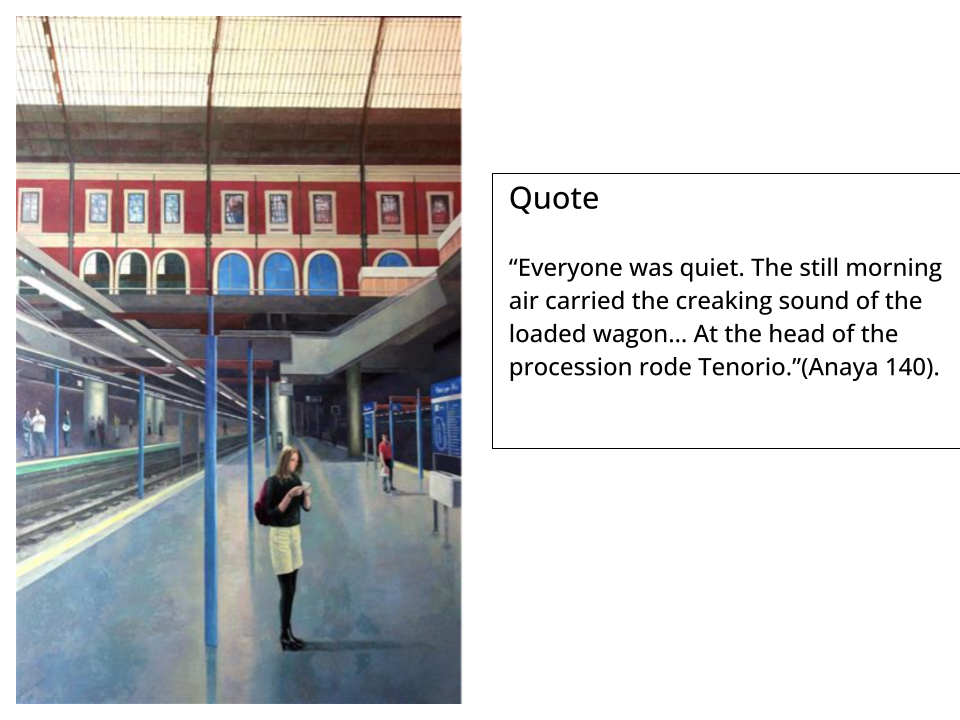 Quote
“Everyone was quiet. The still morning
air carried the creaking sound of the
loaded wagon... At the head of the
procession rode Tenorio.”(Anaya 140).